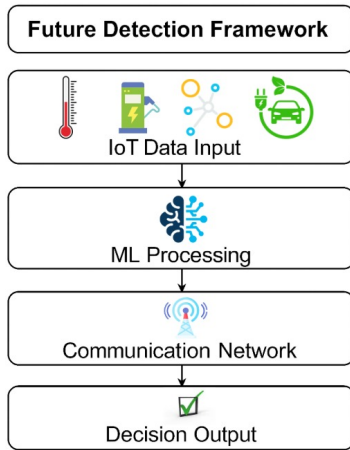 Future Detection Framework
IoT Data Input
ML Processing
Communication Network
Decision Output